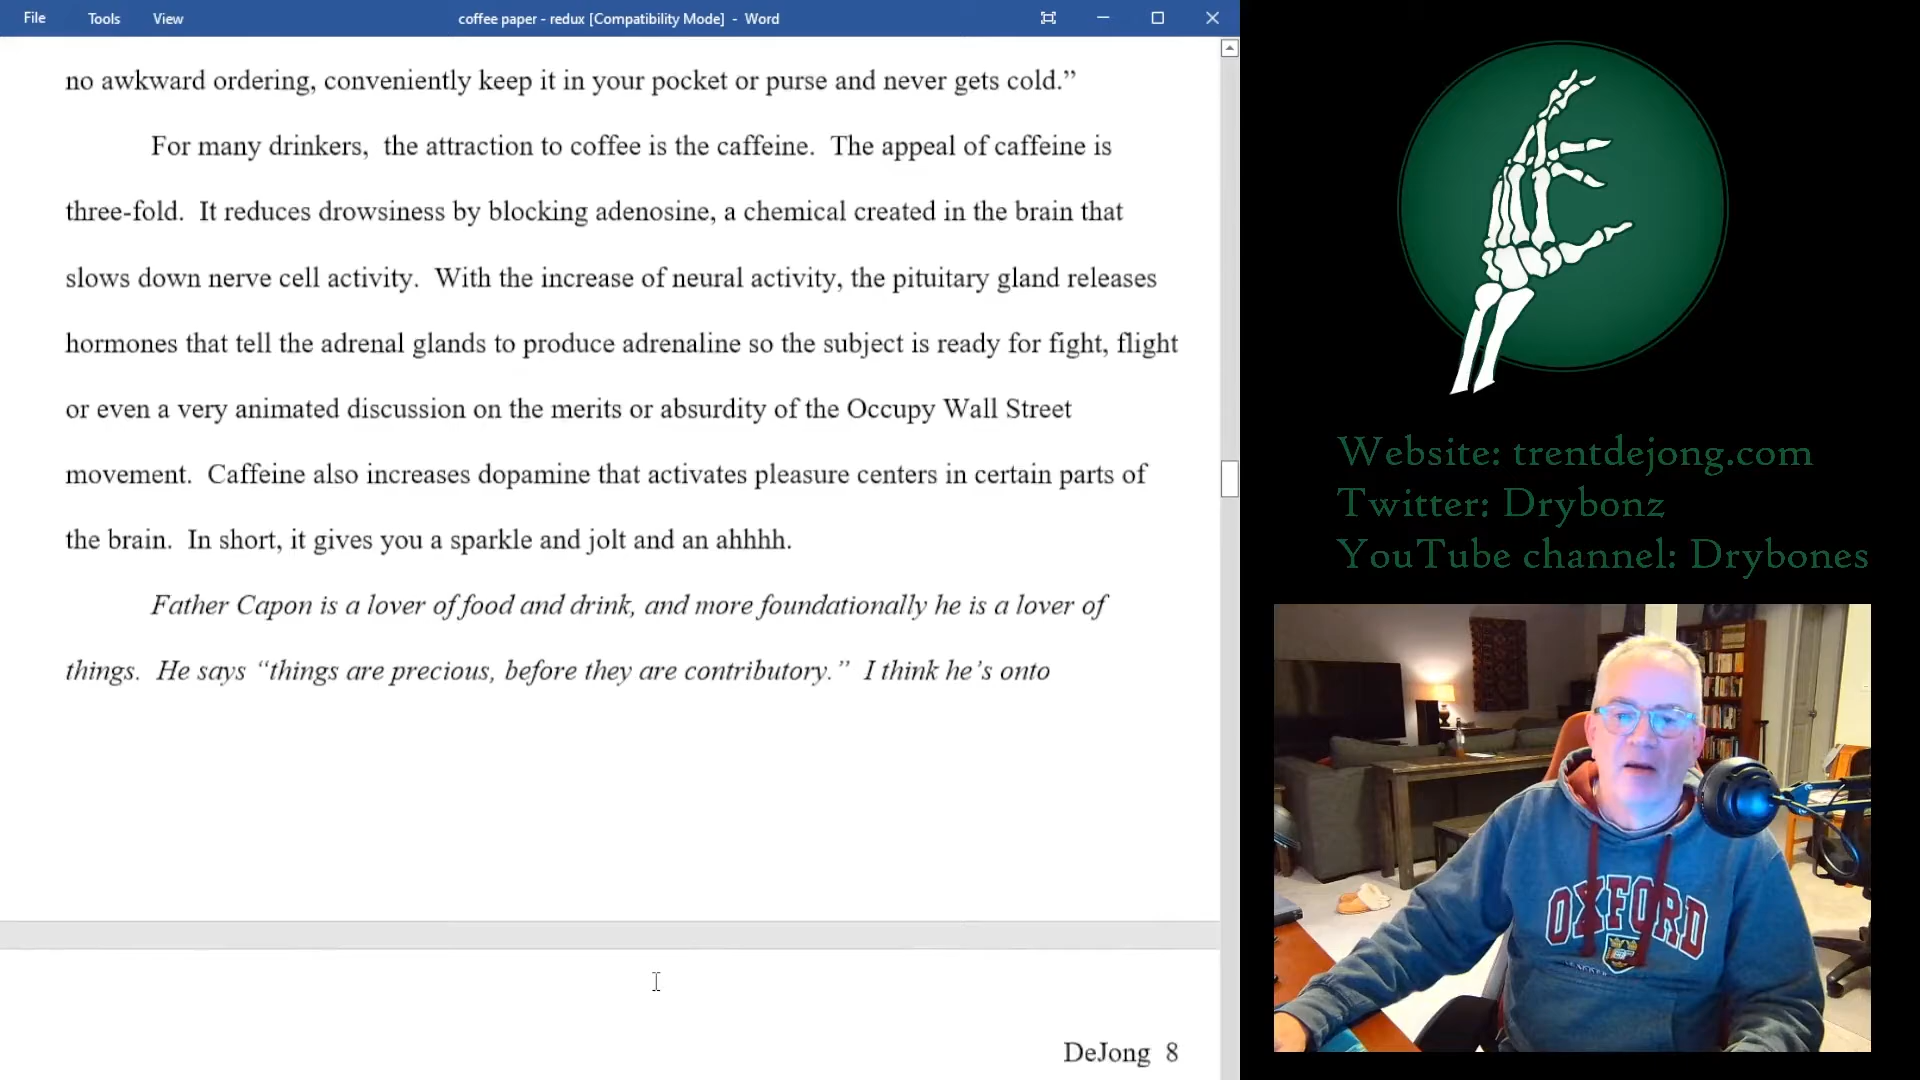 File Tools View coffee paper - redux [Compatibility Mode] - Word
no awkward ordering, conveniently keep it in your pocket or purse and never gets cold.”
For many drinkers,  the attraction to coffee is the caffeine.  The appeal of caffeine is
three-fold.  It reduces drowsiness by blocking adenosine, a chemical created in the brain that
slows down nerve cell activity.  With the increase of neural activity, the pituitary gland releases
hormones that tell the adrenal glands to produce adrenaline so the subject is ready for fight, flight
or even a very animated discussion on the merits or absurdity of the Occupy Wall Street
movement.  Caffeine also increases dopamine that activates pleasure centers in certain parts of
the brain.  In short, it gives you a sparkle and jolt and an ahhhh.
Father Capon is a lover of food and drink, and more foundationally he is a lover of
things.  He says “things are precious, before they are contributory.”  I think he’s onto
DeJong  8
Website: trentdejong.com
Twitter: Drybonz
YouTube channel: Drybones
OXFORD